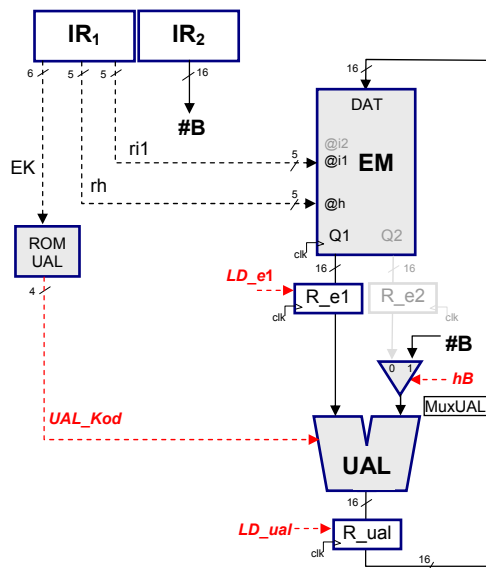 IR1 IR2
6 5 5 16
16
#B
DAT
@i2
@i1
EM
EK
ri1
5
rh
5
@h
ROM
UAL
Q1 Q2
clk
4
16 16
LD_e1
R_e1 R_e2
clk clk
#B
0 1
hB
MuxUAL
UAL_Kod
UAL
16
LD_ual
R_ual
clk
16